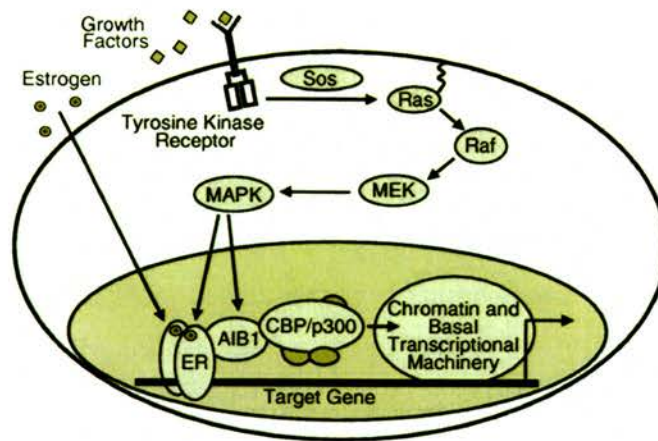 Growth
Factors
Estrogen
Sos
Ras
Tyrosine Kinase
Receptor
Raf
MEK
MAPK
Chromatin and
Basal
Transcriptional
Machinery
CBP/p300
AIB1
ER
Target Gene